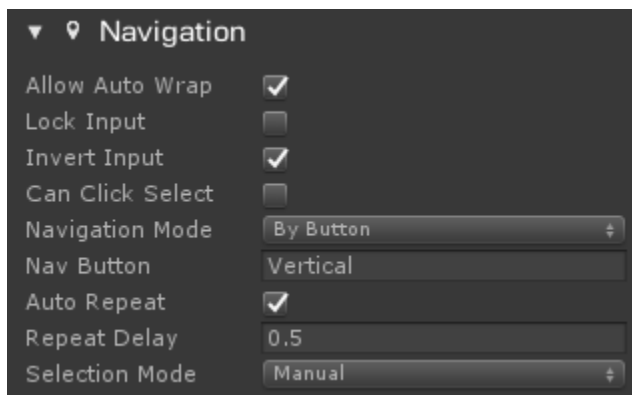 Navigation
Allow Auto Wrap
Lock Input
Invert Input
Can Click Select
Navigation Mode By Button
Nav Button Vertical
Auto Repeat
Repeat Delay 0.5
Selection Mode Manual